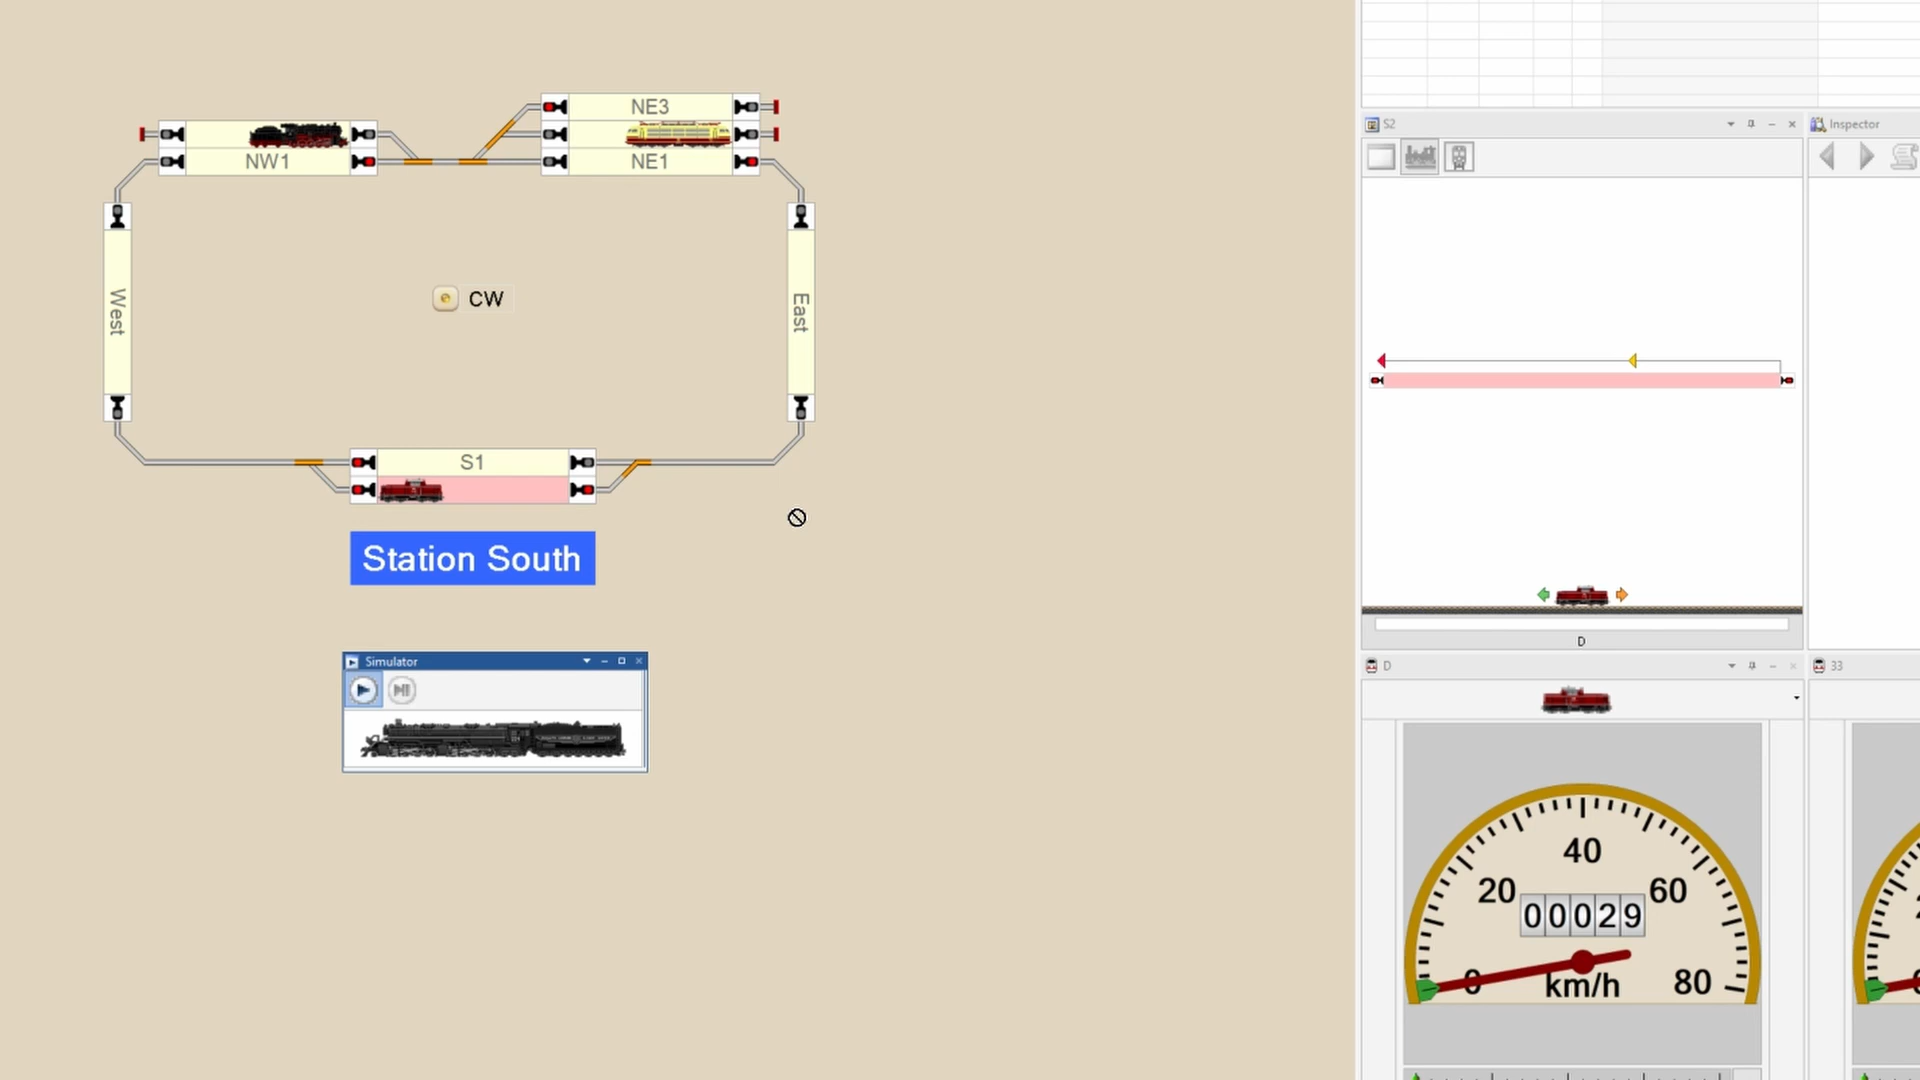 NE3
NW1
NE1
West
CW
East
S1
Station South
Simulator
S2
Inspector
D
D
33
20
40
60
00029
0
km/h
80